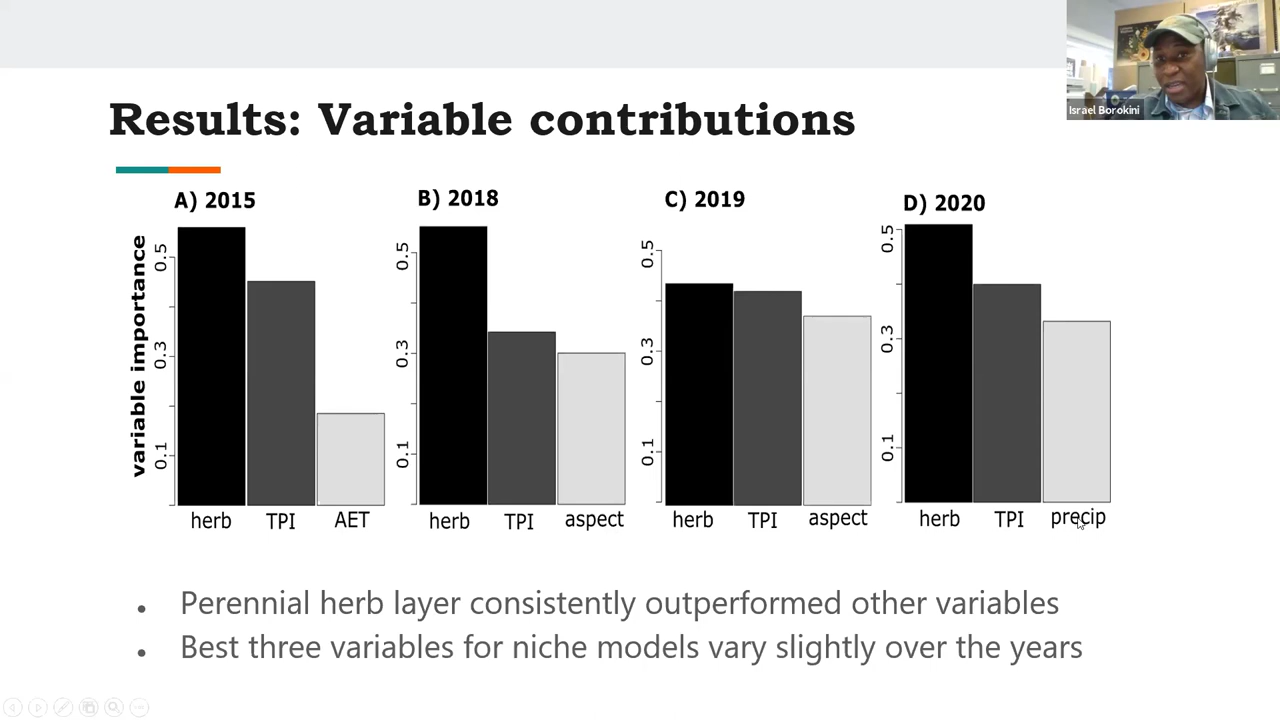 Israel Borokini
Results: Variable contributions
A) 2015
B) 2018
C) 2019
D) 2020
variable importance
0.5
0.3
0.1
0.5
0.3
0.1
0.5
0.3
0.1
0.5
0.3
0.1
herb TPI AET
herb TPI aspect
herb TPI aspect
herb TPI precip
• Perennial herb layer consistently outperformed other variables
• Best three variables for niche models vary slightly over the years